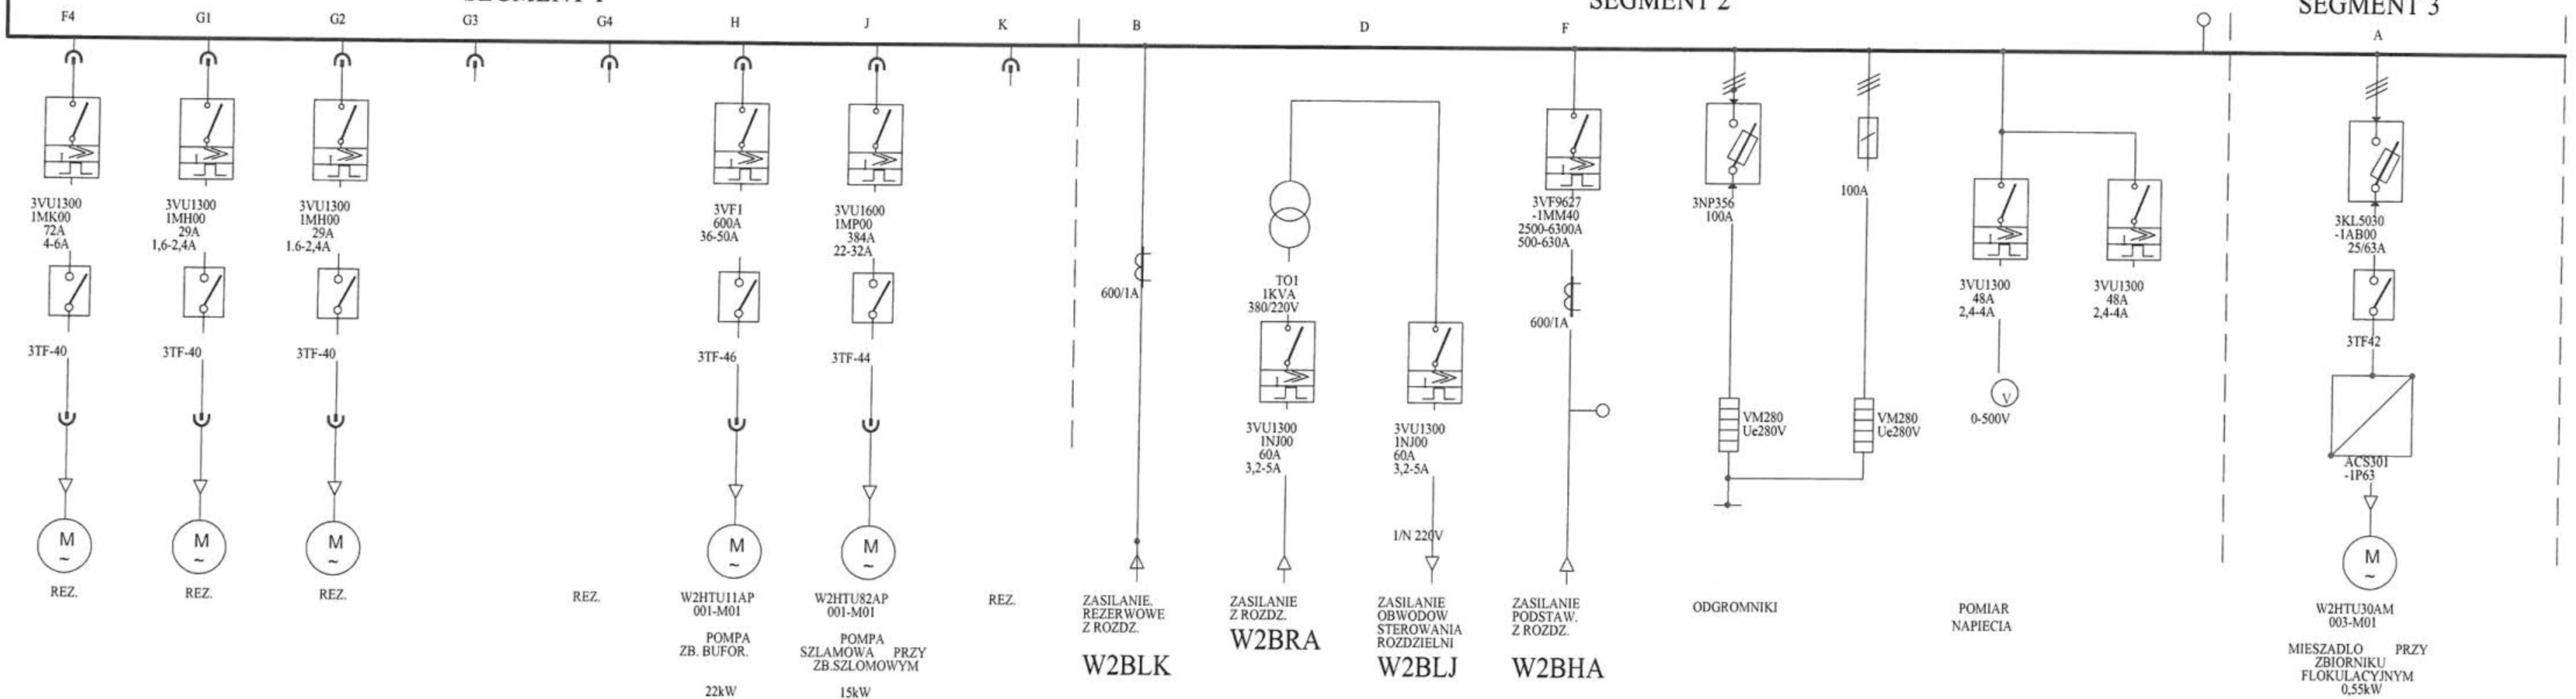 SEGMENT 2
SEGMENT 3
F4
G1
G2
G3
G4
H
J
K
B
D
F
A
3VU1300
1MK00
72A
4-6A
3TF-40
M
~
REZ.
3VU1300
1MH00
29A
1,6-2,4A
3TF-40
M
~
REZ.
3VU1300
1MH00
29A
1.6-2,4A
3TF-40
M
~
REZ.
REZ.
3VF1
600A
36-50A
3TF-46
M
~
W2HTU11AP
001-M01
POMPA
ZB. BUFOR.
22kW
3VU1600
1MP00
384A
22-32A
3TF-44
M
~
W2HTU82AP
001-M01
POMPA
SZLAMOWA PRZY
ZB.SZLOMOWYM
15kW
REZ.
600/1A
ZASILANIE.
REZERWOWE
Z ROZDZ.
W2BLK
TO1
1KVA
380/220V
3VU1300
1NJ00
60A
3,2-5A
ZASILANIE
Z ROZDZ.
W2BRA
3VU1300
1NJ00
60A
3,2-5A
1/N 220V
ZASILANIE
OBWODOW
STEROWANIA
ROZDZIELNI
W2BLJ
3VF9627
-1MM40
2500-6300A
500-630A
600/1A
ZASILANIE
PODSTAW.
Z ROZDZ.
W2BHA
3NP356
100A
VM280
Ue280V
100A
VM280
Ue280V
ODGROMNIKI
3VU1300
48A
2,4-4A
V
0-500V
3VU1300
48A
2,4-4A
POMIAR
NAPIECIA
3KL5030
-1AB00
25/63A
3TF42
ACS301
-1P63
M
~
W2HTU30AM
003-M01
MIESZADLO PRZY
ZBIORNIKU
FLOKULACYJNYM
0,55kW